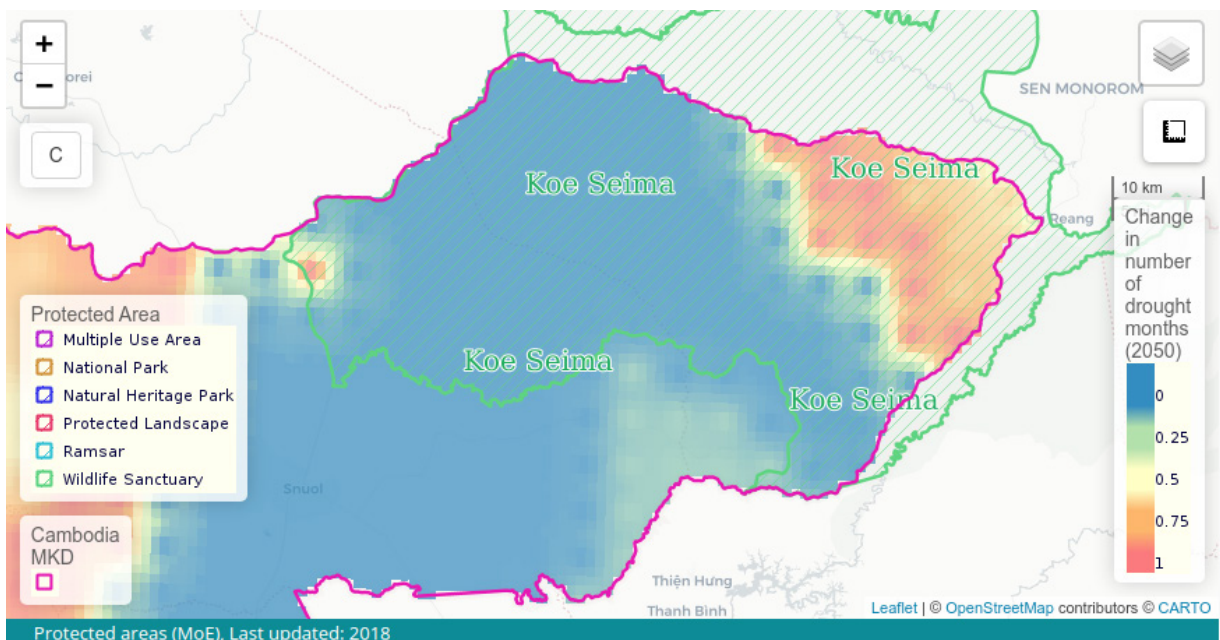 +
−
C
orei
SEN MONOROM
Koe Seima
Koe Seima
10 km
Reang
Change
in
number
of
drought
months
(2050)
0
0.25
0.5
0.75
1
Protected Area
Multiple Use Area
National Park
Natural Heritage Park
Protected Landscape
Ramsar
Wildlife Sanctuary
Koe Seima
Koe Seima
Snuol
Cambodia
MKD
Thiện Hưng
Thanh Bình
Leaflet | © OpenStreetMap contributors © CARTO
Protected areas (MoE). Last updated: 2018